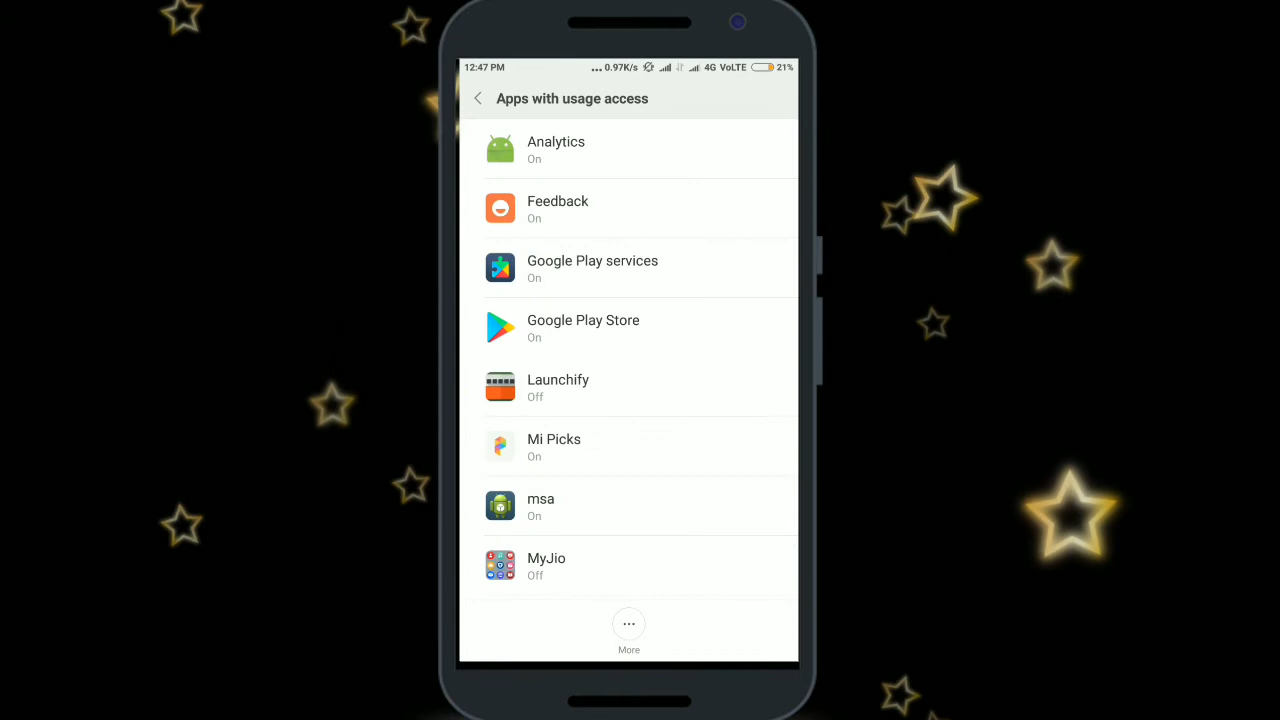 12:47 PM ... 0.97K/s 4G VoLTE 21%
Apps with usage access
Analytics
On
Feedback
On
Google Play services
On
Google Play Store
On
Launchify
Off
Mi Picks
On
msa
On
MyJio
Off
More